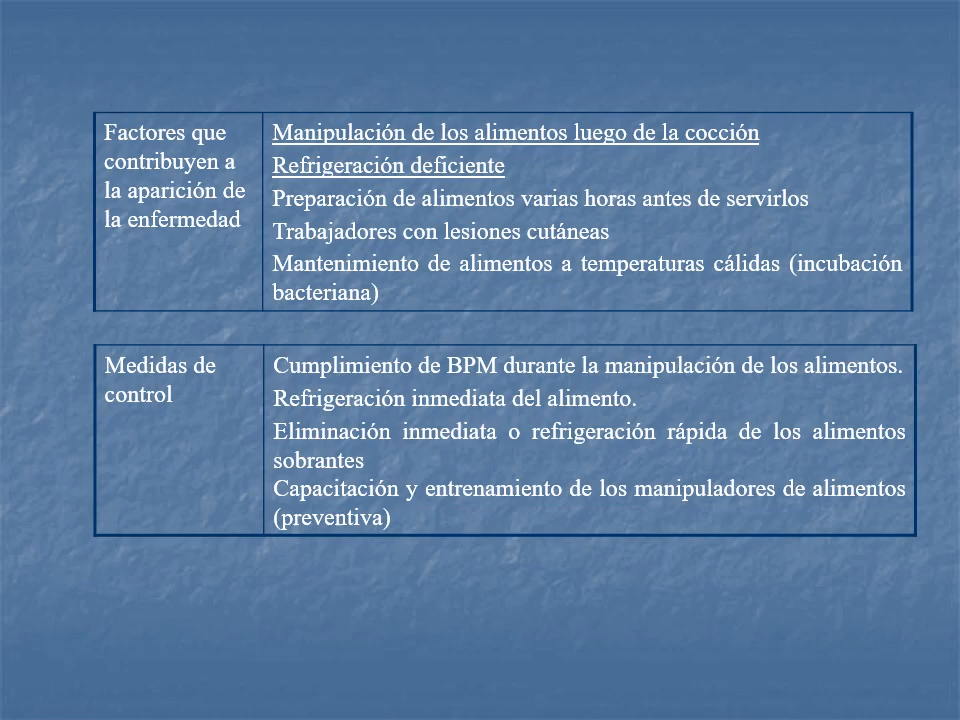 Factores que
contribuyen a
la aparición de
la enfermedad
Manipulación de los alimentos luego de la cocción
Refrigeración deficiente
Preparación de alimentos varias horas antes de servirlos
Trabajadores con lesiones cutáneas
Mantenimiento de alimentos a temperaturas cálidas (incubación
bacteriana)
Medidas de
control
Cumplimiento de BPM durante la manipulación de los alimentos.
Refrigeración inmediata del alimento.
Eliminación inmediata o refrigeración rápida de los alimentos
sobrantes
Capacitación y entrenamiento de los manipuladores de alimentos
(preventiva)